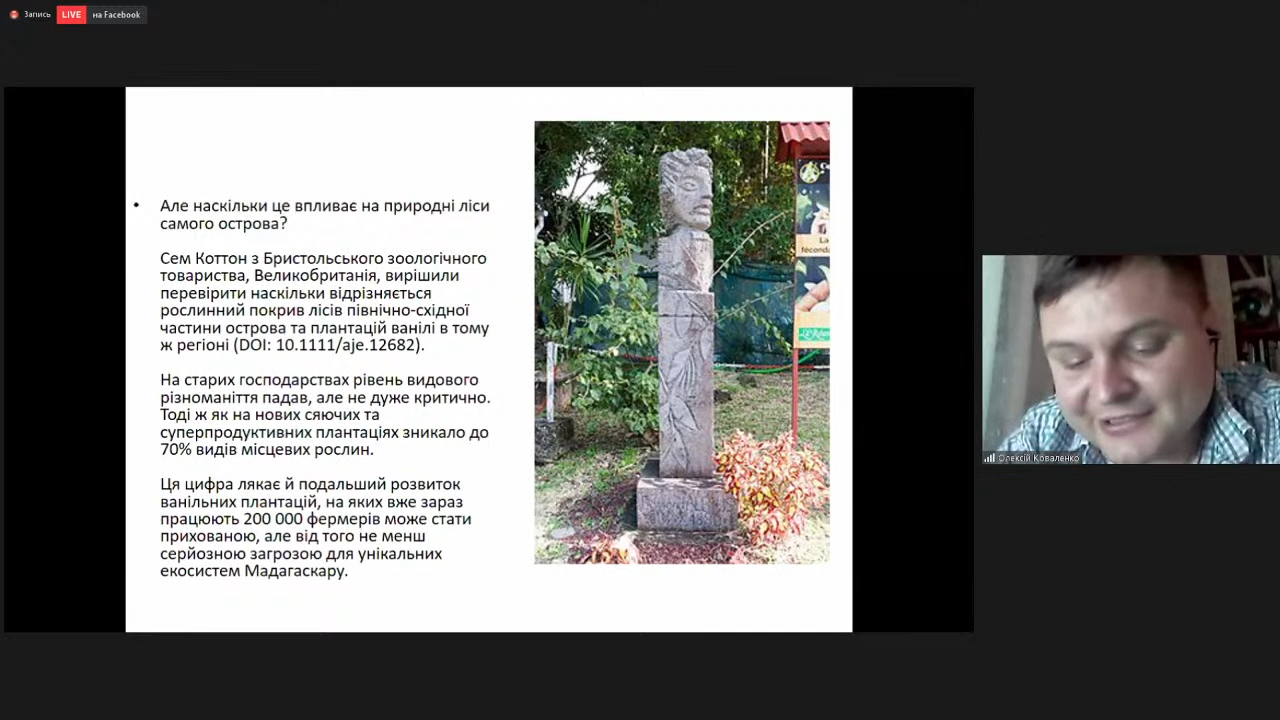 Запись
LIVE
на Facebook
• Але наскільки це впливає на природні ліси
самого острова?
Сем Коттон з Бристольського зоологічного
товариства, Великобританія, вирішили
перевірити наскільки відрізняється
рослинний покрив лісів північно-східної
частини острова та плантацій ванілі в тому
ж регіоні (DOI: 10.1111/aje.12682).
На старих господарствах рівень видового
різноманіття падав, але не дуже критично.
Тоді ж як на нових сяючих та
суперпродуктивних плантаціях зникало до
70% видів місцевих рослин.
Ця цифра лякає й подальший розвиток
ванільних плантацій, на яких вже зараз
працюють 200 000 фермерів може стати
прихованою, але від того не менш
серйозною загрозою для унікальних
екосистем Мадагаскару.
La
Олексій Коваленко